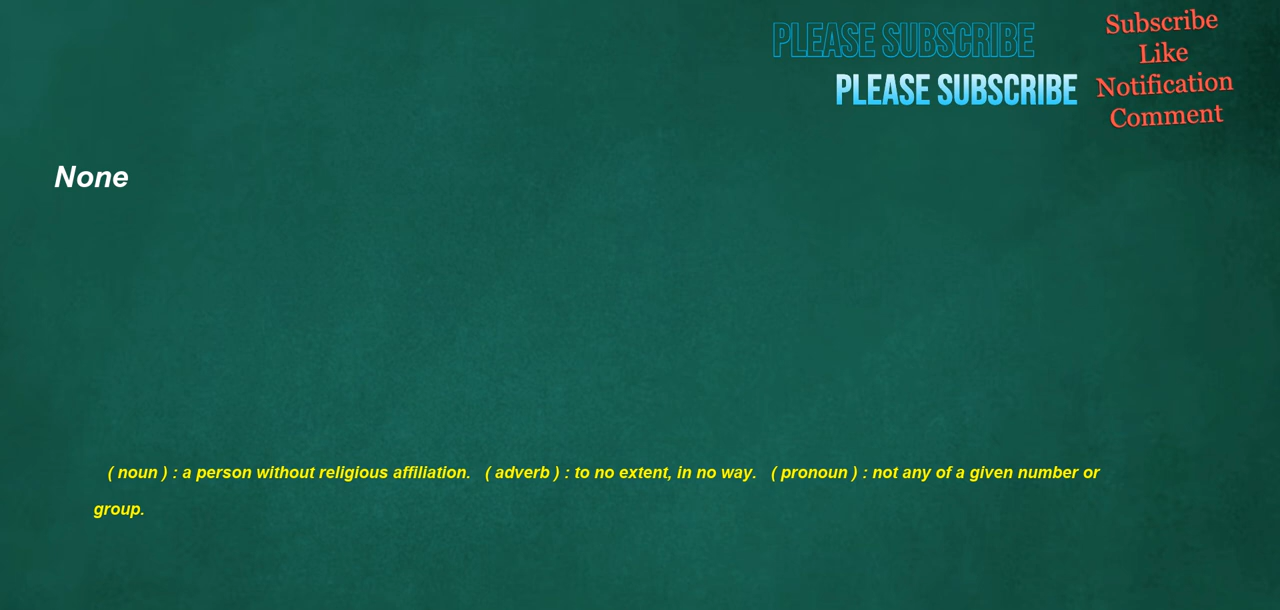 PLEASE SUBSCRIBE
PLEASE SUBSCRIBE
Subscribe
Like
Notification
Comment
None
( noun ) : a person without religious affiliation. ( adverb ) : to no extent, in no way. ( pronoun ) : not any of a given number or
group.